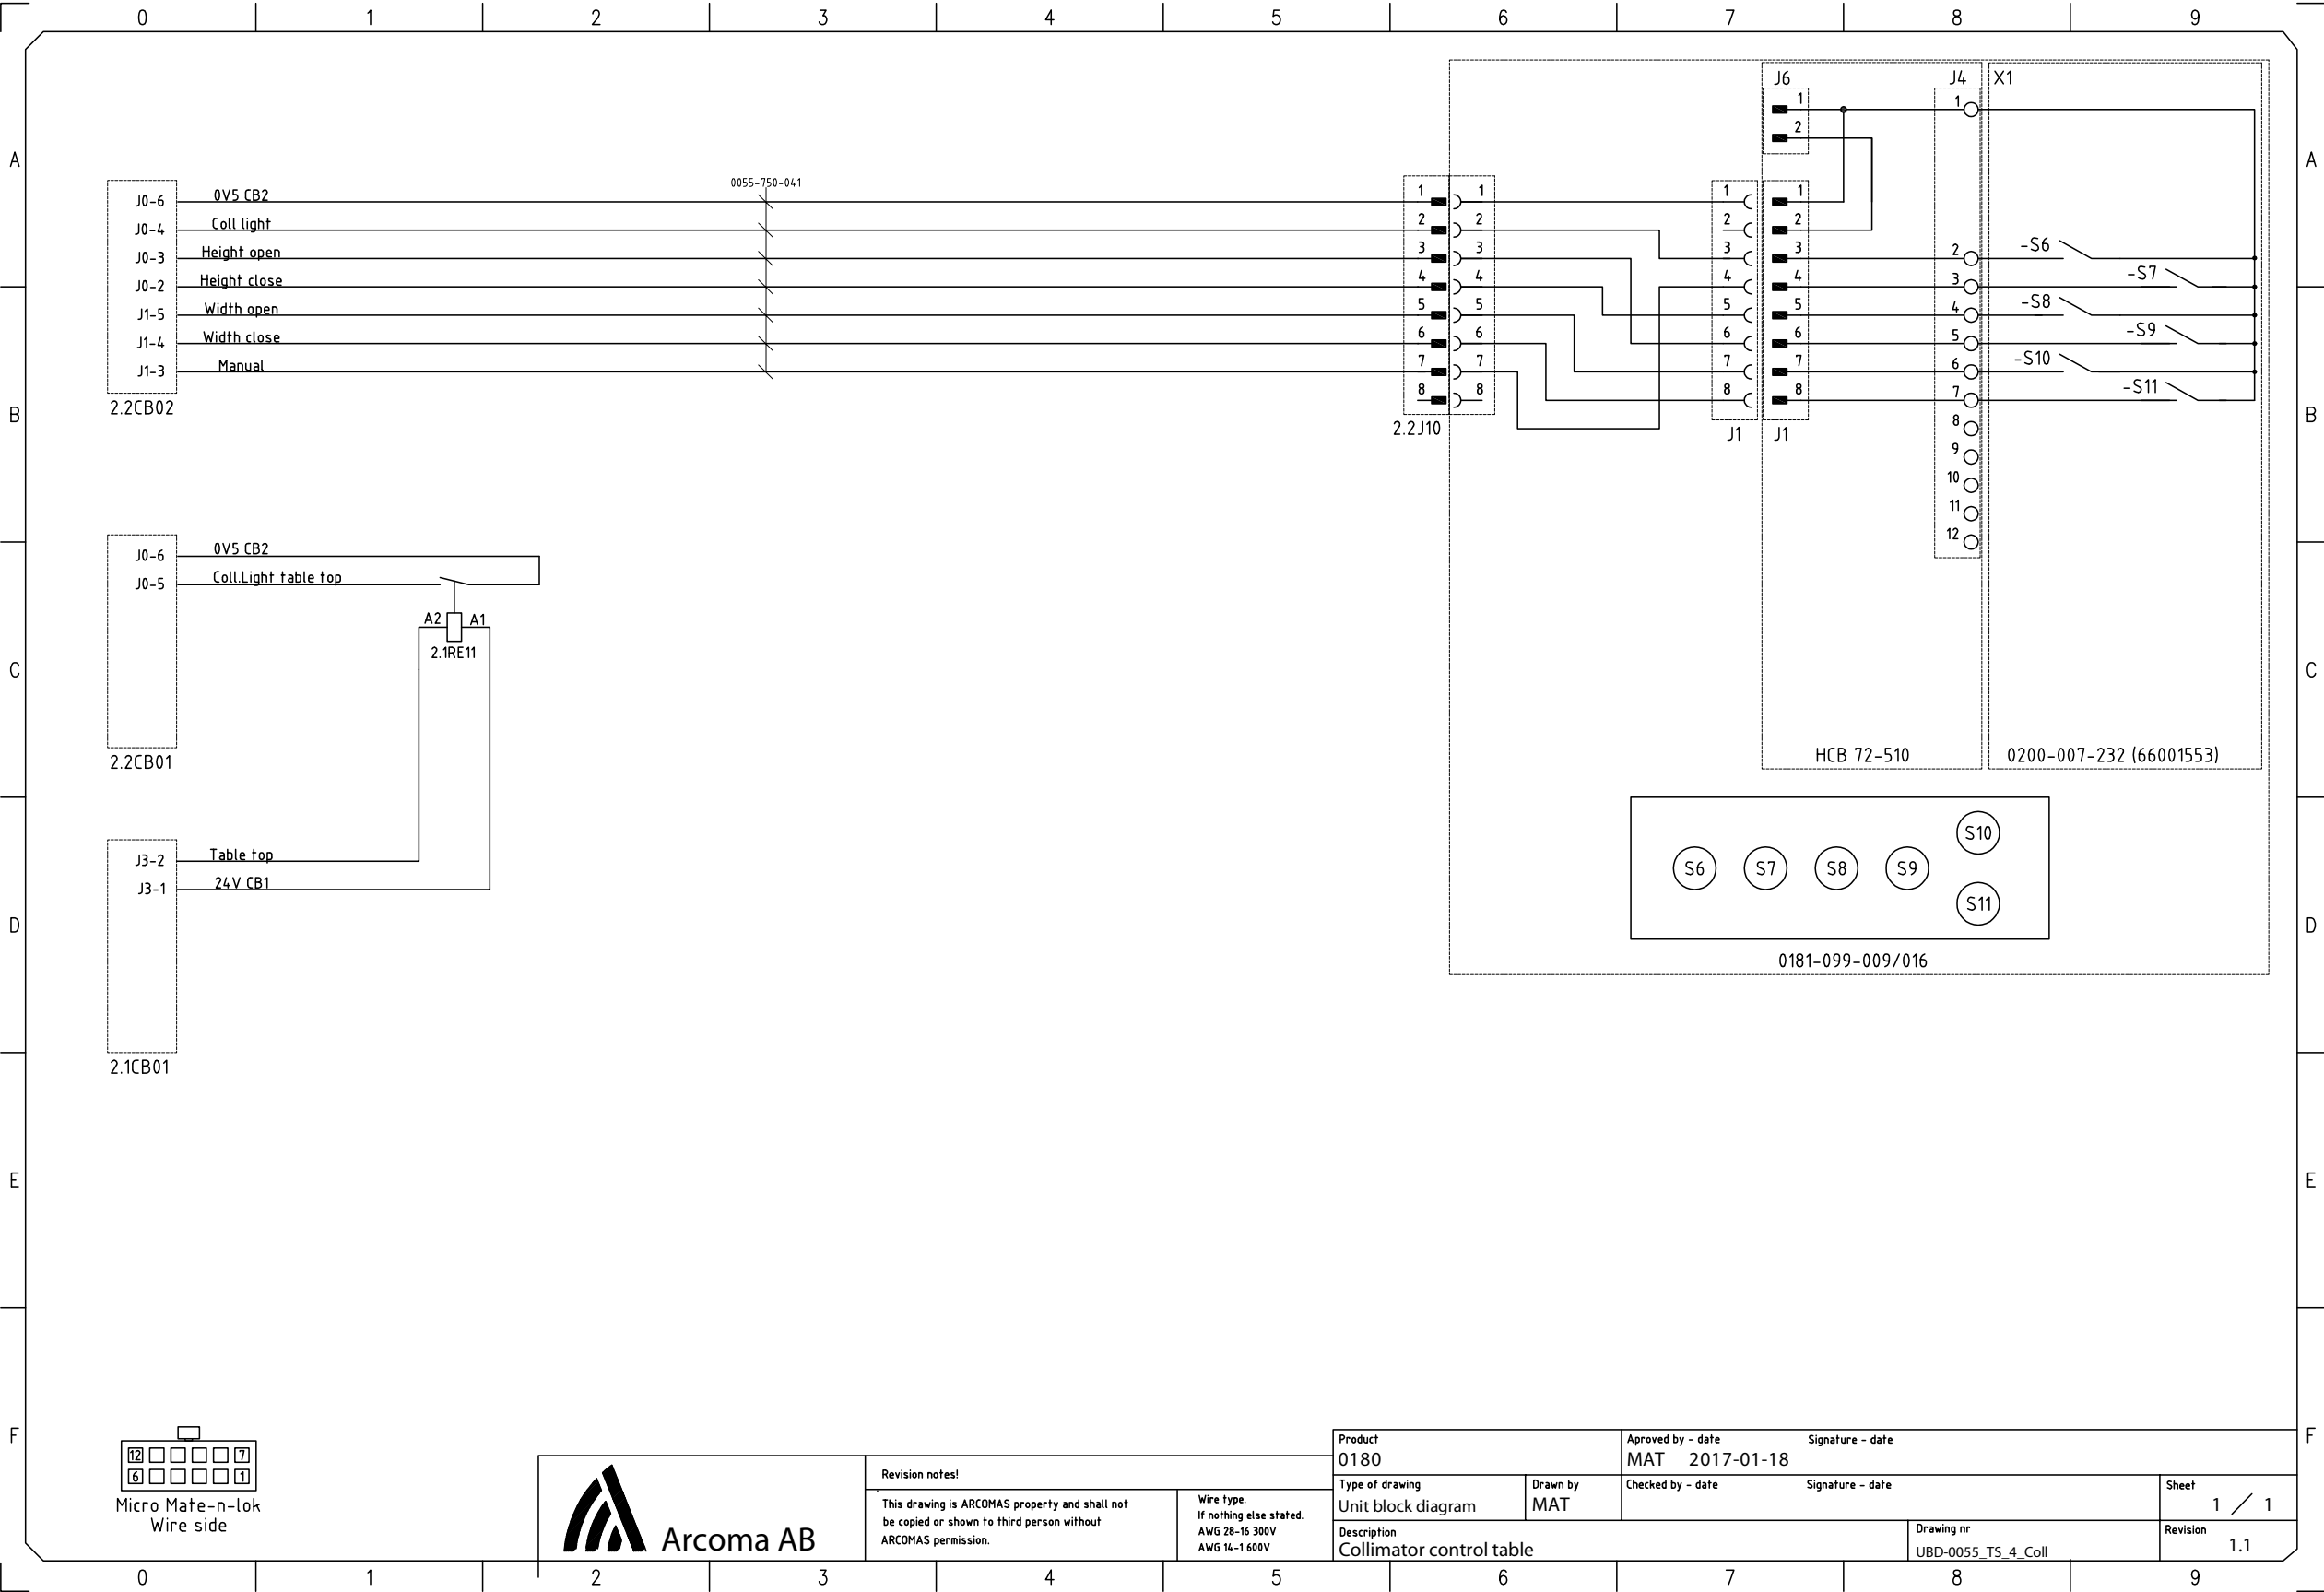 0 1 2 3 4 5 6 7 8 9
A A
B B
C C
D D
E E
F F
J0-6 0V5 CB2
J0-4 Coll light
J0-3 Height open
J0-2 Height close
J1-5 Width open
J1-4 Width close
J1-3 Manual
2.2CB02
0055-750-041
1 1
2 2
3 3
4 4
5 5
6 6
7 7
8 8
2.2J10
1 1
2 2
3 3
4 4
5 5
6 6
7 7
8 8
J1 J1
J6
1
2
J4
1
2
3
4
5
6
7
8
9
10
11
12
X1
-S6
-S7
-S8
-S9
-S10
-S11
HCB 72-510
0200-007-232 (66001553)
J0-6 0V5 CB2
J0-5 Coll.Light table top
A2 A1
2.1RE11
2.2CB01
J3-2 Table top
J3-1 24V CB1
2.1CB01
S6 S7 S8 S9 S10
S11
0181-099-009/016
12 7
6 1
Micro Mate-n-lok
Wire side
Arcoma AB
Revision notes!
This drawing is ARCOMAS property and shall not
be copied or shown to third person without
ARCOMAS permission.
Wire type.
If nothing else stated.
AWG 28-16 300V
AWG 14-1 600V
Product
0180
Aproved by - date Signature - date
MAT 2017-01-18
Type of drawing
Unit block diagram
Drawn by
MAT
Checked by - date Signature - date
Sheet
1 / 1
Description
Collimator control table
Drawing nr
UBD-0055_TS_4_Coll
Revision
1.1
0 1 2 3 4 5 6 7 8 9